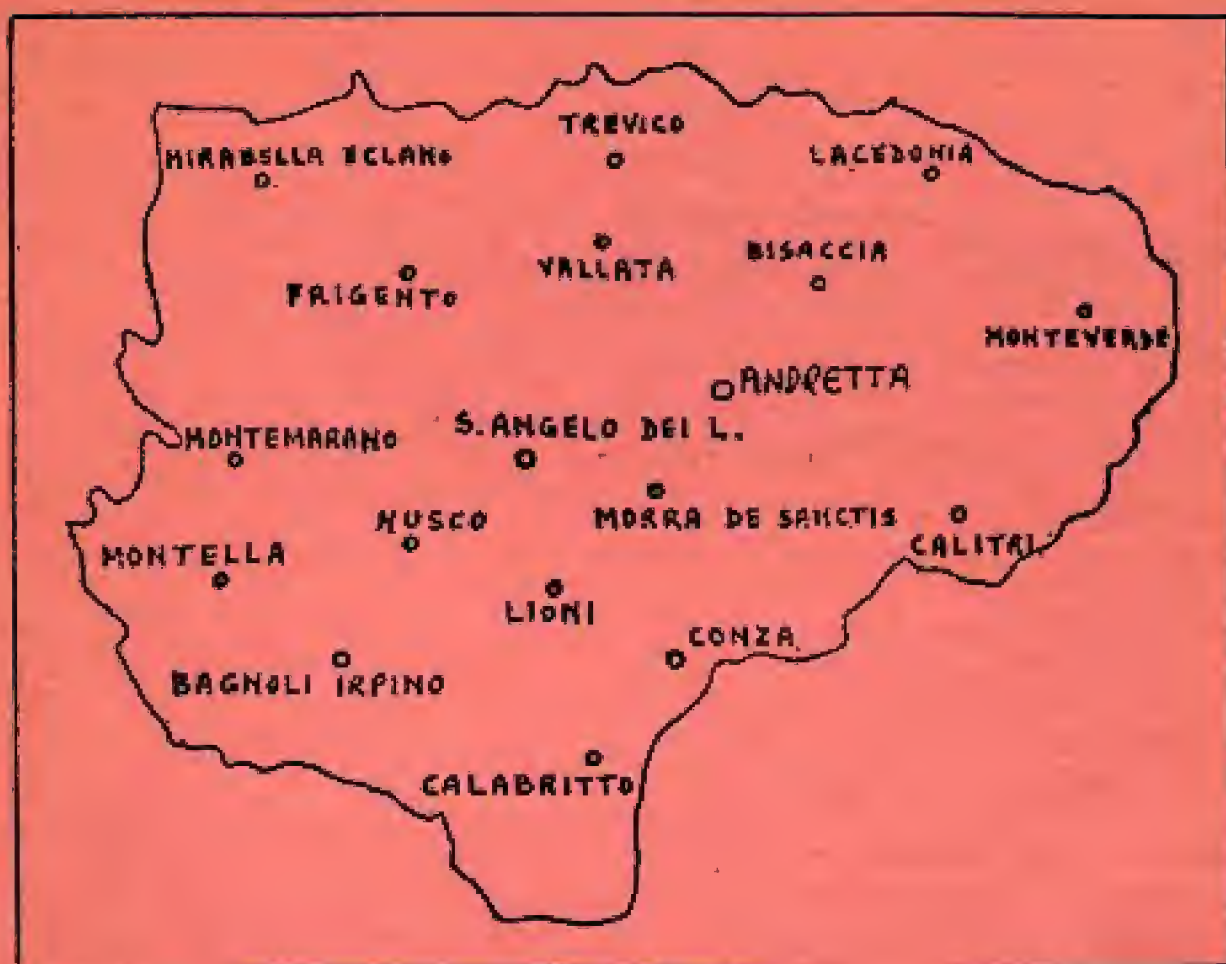 TREVICO
MIRABELLA ECLANO
LACEDONIA
BISACCIA
VALLATA
FRIGENTO
MONTEVERDE
ANDRETTA
S. ANGELO DEI L.
MONTEMARANO
NUSCO
MORRA DE SANCTIS
CALITRI
MONTELLA
LIONI
CONZA
BAGNOLI IRPINO
CALABRITTO